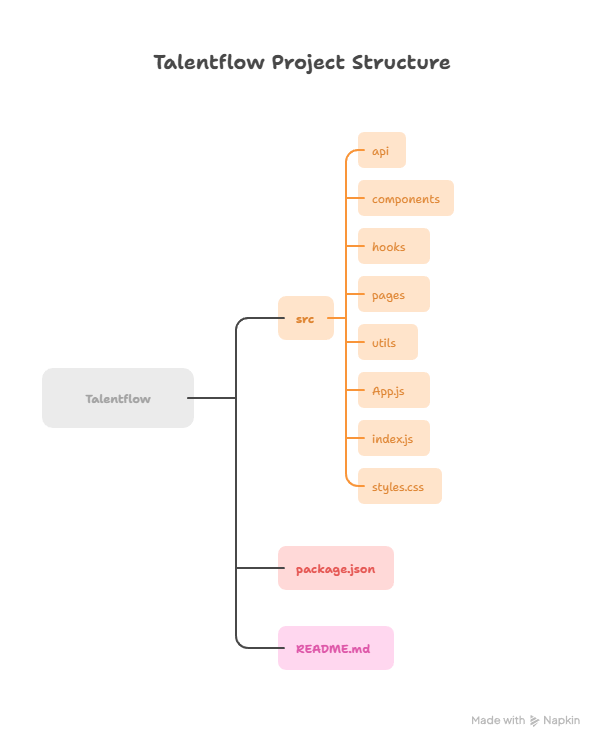 Talentflow Project Structure
api
components
hooks
pages
src
utils
Talentflow
App.js
index.js
styles.css
package.json
README.md
Made with Napkin